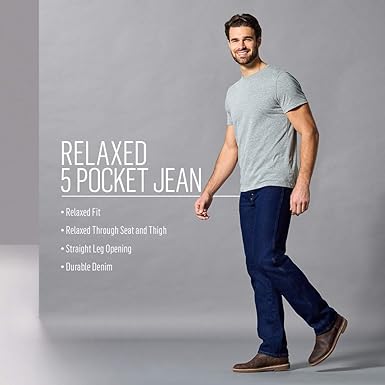 RELAXED
5 POCKET JEAN
• Relaxed Fit
• Relaxed Through Seat and Thigh
• Straight Leg Opening
• Durable Denim